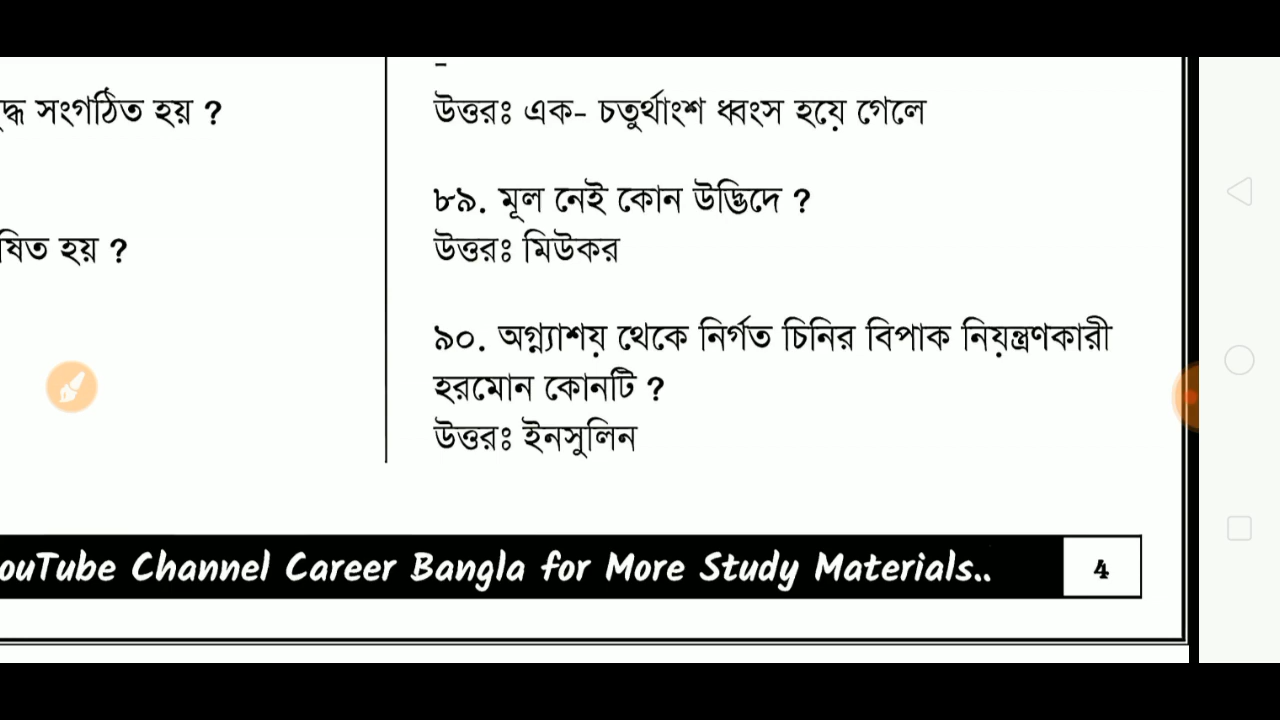 সংগঠিত হয় ?
হয় ?
উত্তরঃ এক- চতুর্থাংশ ধ্বংস হয়ে গেলে
৮৯. মূল নেই কোন উদ্ভিদে ?
উত্তরঃ মিউকর
৯০. অগ্ন্যাশয় থেকে নির্গত চিনির বিপাক নিয়ন্ত্রণকারী
হরমোন কোনটি ?
উত্তরঃ ইনসুলিন
Channel Career Bangla for More Study Materials..
4